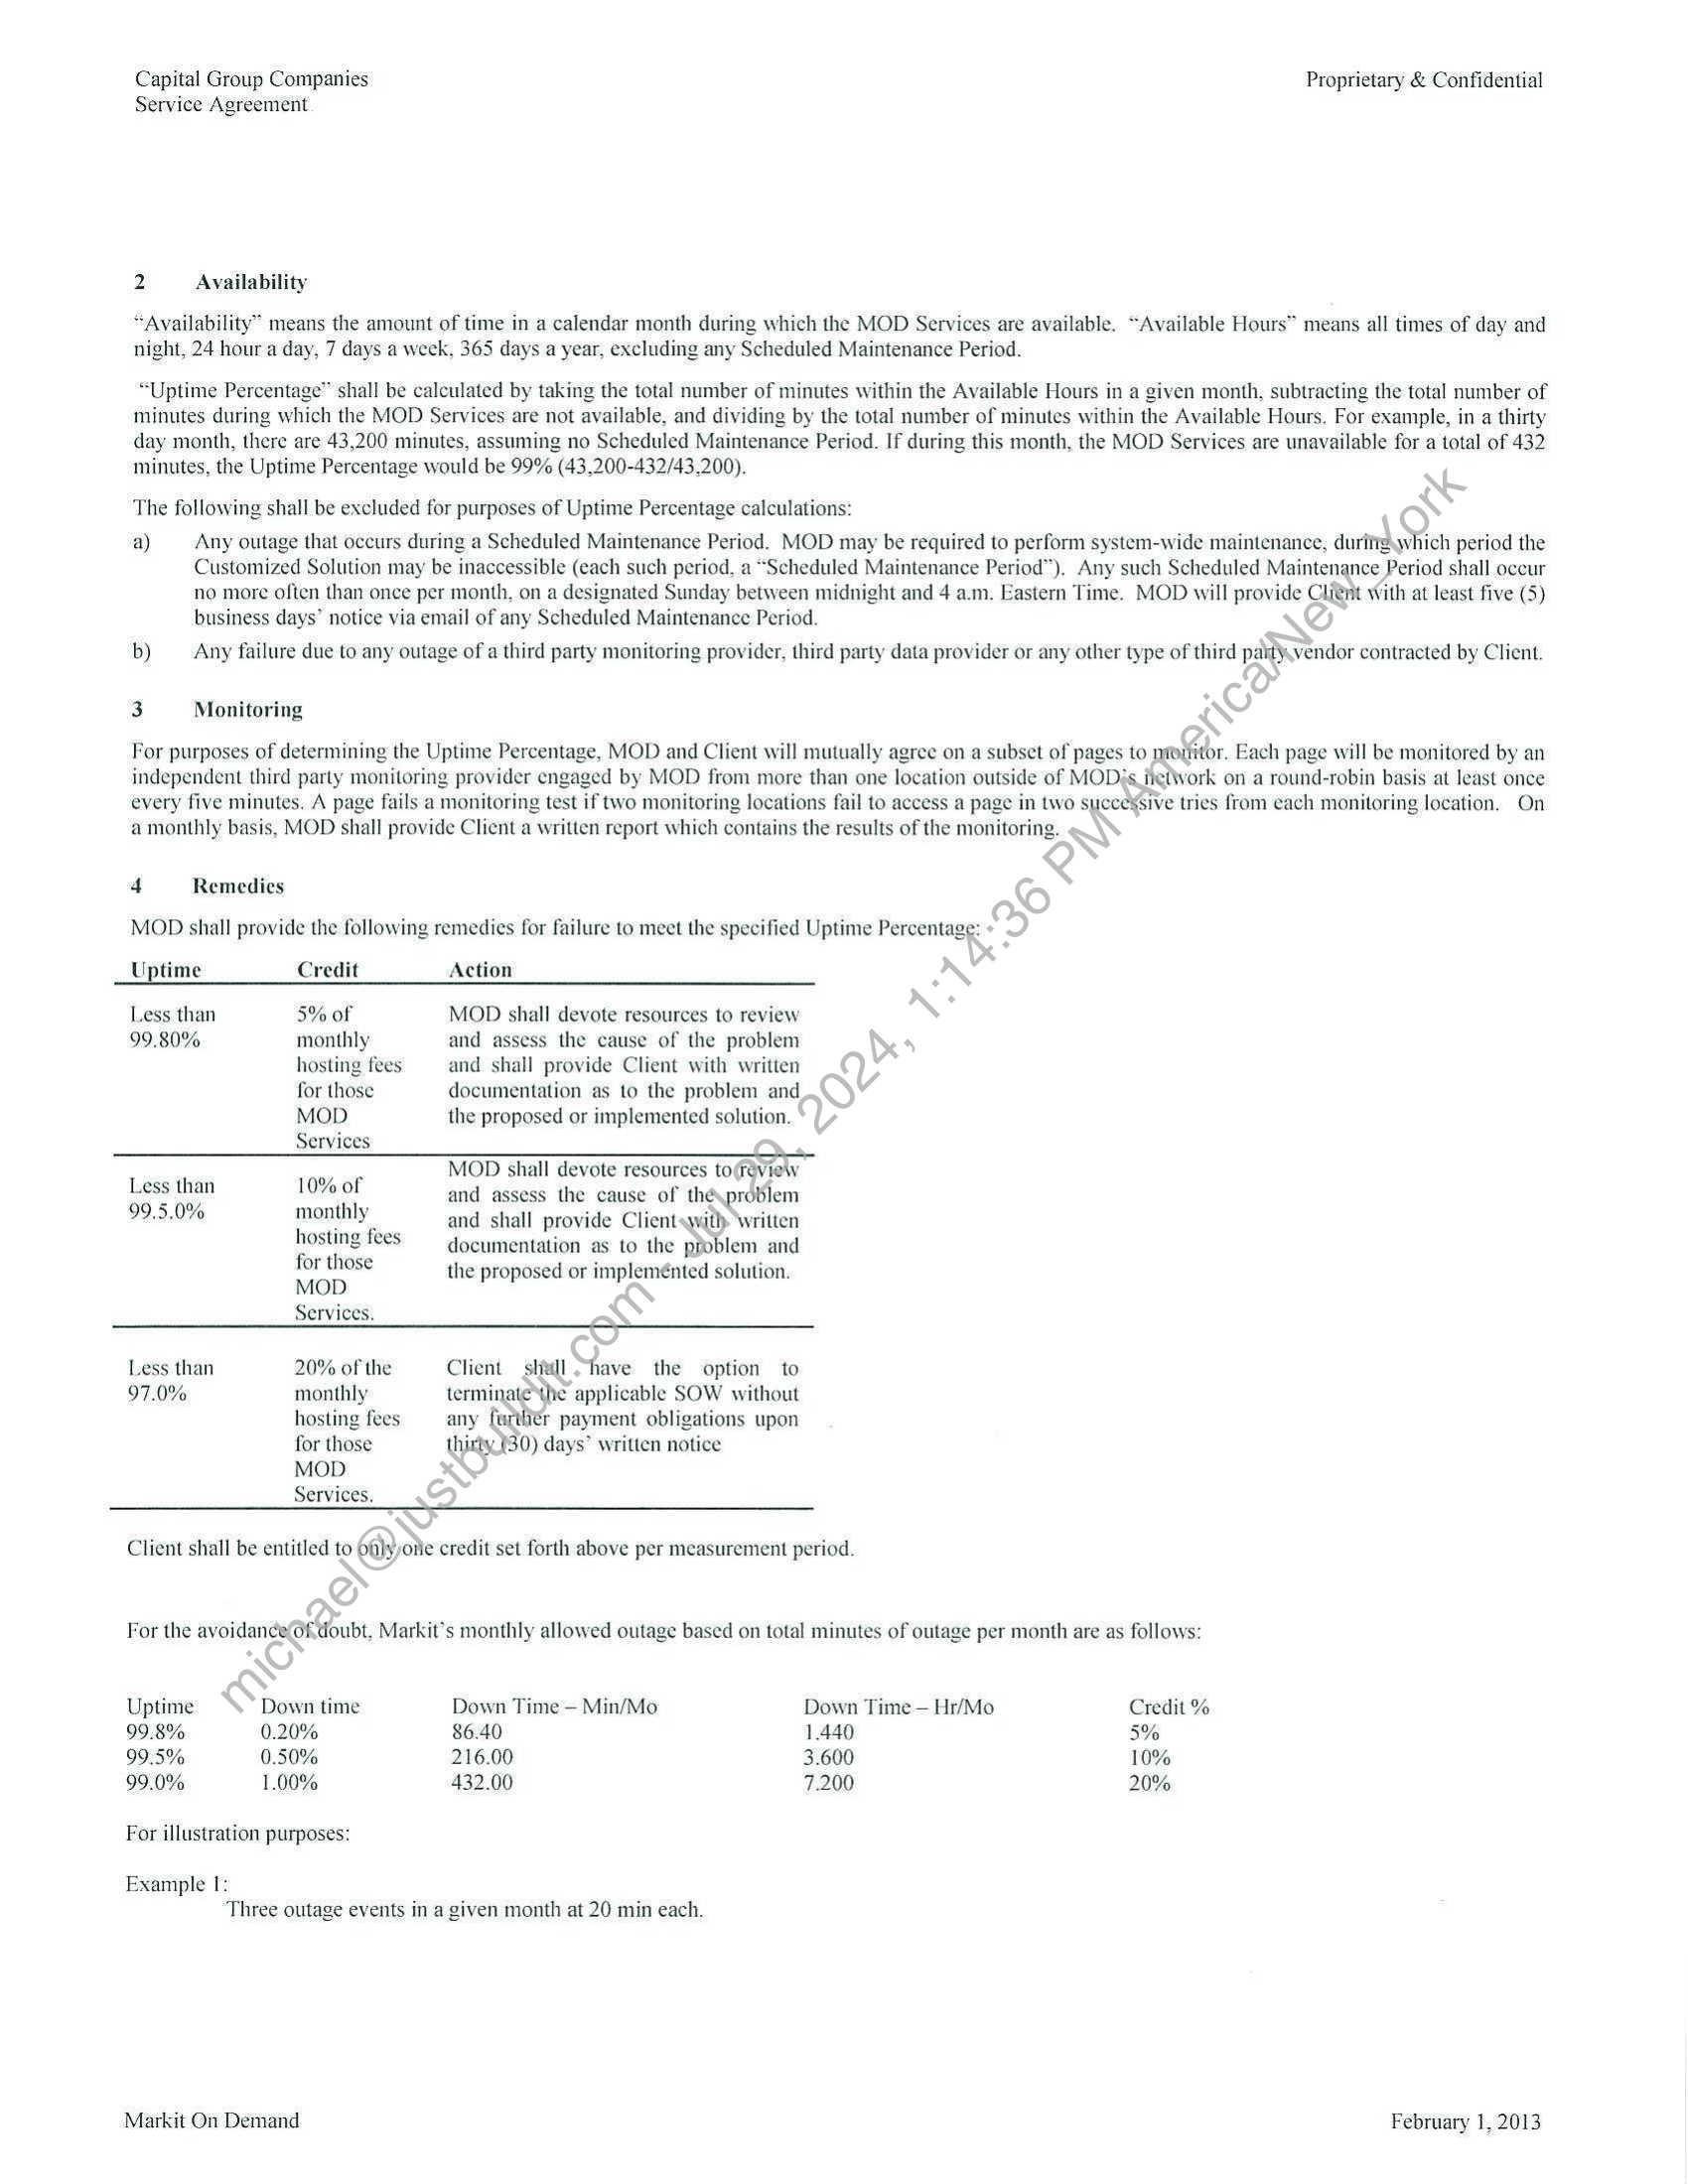 Capital Group Companies
Service Agreement
Proprietary & Confidential
2 Availability
“Availability” means the amount of time in a calendar month during which the MOD Services are available. “Available Hours” means all times of day and
night, 24 hour a day, 7 days a week, 365 days a year, excluding any Scheduled Maintenance Period.
“Uptime Percentage” shall be calculated by taking the total number of minutes within the Available Hours in a given month, subtracting the total number of
minutes during which the MOD Services are not available, and dividing by the total number of minutes within the Available Hours. For example, in a thirty
day month, there are 43,200 minutes, assuming no Scheduled Maintenance Period. If during this month, the MOD Services are unavailable for a total of 432
minutes, the Uptime Percentage would be 99% (43,200-432/43,200).
The following shall be excluded for purposes of Uptime Percentage calculations:
a) Any outage that occurs during a Scheduled Maintenance Period. MOD may be required to perform system-wide maintenance, during which period the
Customized Solution may be inaccessible (each such period, a “Scheduled Maintenance Period”). Any such Scheduled Maintenance Period shall occur
no more often than once per month, on a designated Sunday between midnight and 4 a.m. Eastern Time. MOD will provide Client with at least five (5)
business days’ notice via email of any Scheduled Maintenance Period.
b) Any failure due to any outage of a third party monitoring provider, third party data provider or any other type of third party vendor contracted by Client.
3 Monitoring
For purposes of determining the Uptime Percentage, MOD and Client will mutually agree on a subset of pages to monitor. Each page will be monitored by an
independent third party monitoring provider engaged by MOD from more than one location outside of MOD’s network on a round-robin basis at least once
every five minutes. A page fails a monitoring test if two monitoring locations fail to access a page in two successive tries from each monitoring location. On
a monthly basis, MOD shall provide Client a written report which contains the results of the monitoring.
4 Remedies
MOD shall provide the following remedies for failure to meet the specified Uptime Percentage:
Uptime Credit Action
Less than 5% of MOD shall devote resources to review
99.80% monthly and assess the cause of the problem
hosting fees and shall provide Client with written
for those documentation as to the problem and
MOD the proposed or implemented solution.
Services
MOD shall devote resources to review
Less than 10% of and assess the cause of the problem
99.5.0% monthly and shall provide Client with written
hosting fees documentation as to the problem and
for those the proposed or implemented solution.
MOD
Services.
Less than 20% of the Client shall have the option to
97.0% monthly terminate the applicable SOW without
hosting fees any further payment obligations upon
for those thirty (30) days’ written notice
MOD
Services.
Client shall be entitled to only one credit set forth above per measurement period.
For the avoidance of doubt, Markit’s monthly allowed outage based on total minutes of outage per month are as follows:
Uptime Down time Down Time – Min/Mo Down Time – Hr/Mo Credit %
99.8% 0.20% 86.40 1.440 5%
99.5% 0.50% 216.00 3.600 10%
99.0% 1.00% 432.00 7.200 20%
For illustration purposes:
Example 1:
Three outage events in a given month at 20 min each.
Markit On Demand
February 1, 2013
michael@justbuildit.com - Jul 29, 2024, 1:14:36 PM America/New_York